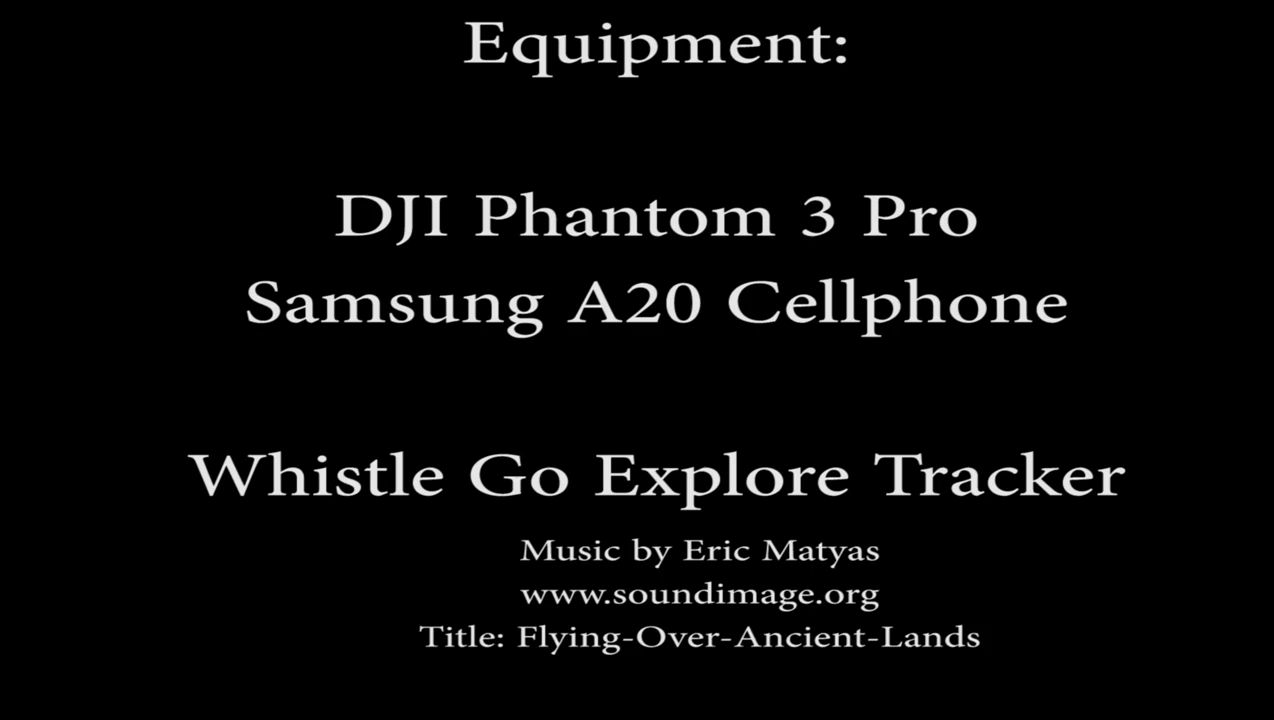 Equipment:
DJI Phantom 3 Pro
Samsung A20 Cellphone
Whistle Go Explore Tracker
Music by Eric Matyas
www.soundimage.org
Title: Flying-Over-Ancient-Lands